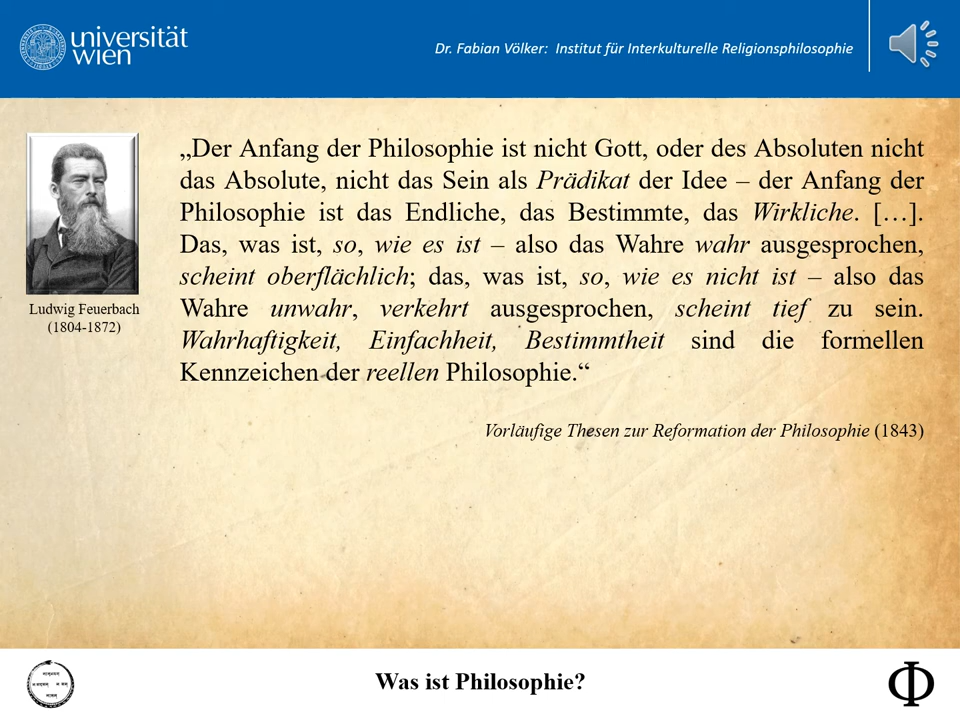 universität
wien
Dr. Fabian Völker: Institut für Interkulturelle Religionsphilosophie
„Der Anfang der Philosophie ist nicht Gott, oder des Absoluten nicht
das Absolute, nicht das Sein als Prädikat der Idee – der Anfang der
Philosophie ist das Endliche, das Bestimmte, das Wirkliche. […].
Das, was ist, so, wie es ist – also das Wahre wahr ausgesprochen,
scheint oberflächlich; das, was ist, so, wie es nicht ist – also das
Wahre unwahr, verkehrt ausgesprochen, scheint tief zu sein.
Wahrhaftigkeit, Einfachheit, Bestimmtheit sind die formellen
Kennzeichen der reellen Philosophie.“
Ludwig Feuerbach
(1804-1872)
Vorläufige Thesen zur Reformation der Philosophie (1843)
Was ist Philosophie?
Φ